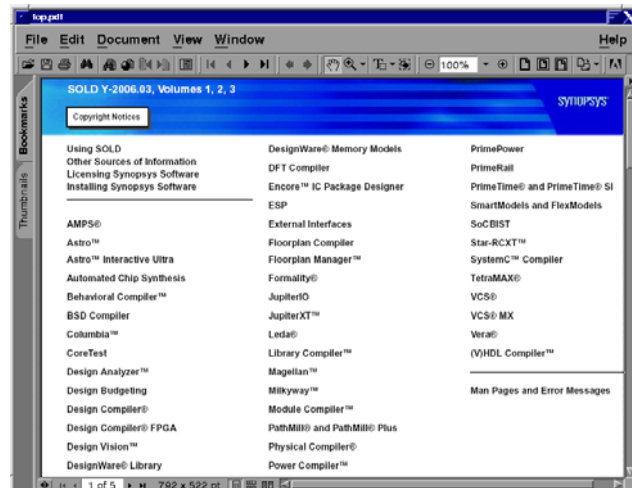 top.pdf
File Edit Document View Window Help
100%
Bookmarks
Thumbnails
SOLD Y-2006.03, Volumes 1, 2, 3
SYNOPSYS®
Copyright Notices
Using SOLD
Other Sources of Information
Licensing Synopsys Software
Installing Synopsys Software
AMPS®
Astro™
Astro™ Interactive Ultra
Automated Chip Synthesis
Behavioral Compiler™
BSD Compiler
Columbia™
CoreTest
Design Analyzer™
Design Budgeting
Design Compiler®
Design Compiler® FPGA
Design Vision™
DesignWare® Library
DesignWare® Memory Models
DFT Compiler
Encore™ IC Package Designer
ESP
External Interfaces
Floorplan Compiler
Floorplan Manager™
Formality®
JupiterIO
JupiterXT™
Leda®
Library Compiler™
Magellan™
Milkyway™
Module Compiler™
PathMill® and PathMill® Plus
Physical Compiler®
Power Compiler™
PrimePower
PrimeRail
PrimeTime® and PrimeTime® SI
SmartModels and FlexModels
SoCBIST
Star-RCXT™
SystemC™ Compiler
TetraMAX®
VCS®
VCS® MX
Vera®
(V)HDL Compiler™
Man Pages and Error Messages
1 of 5 792 x 522 pt